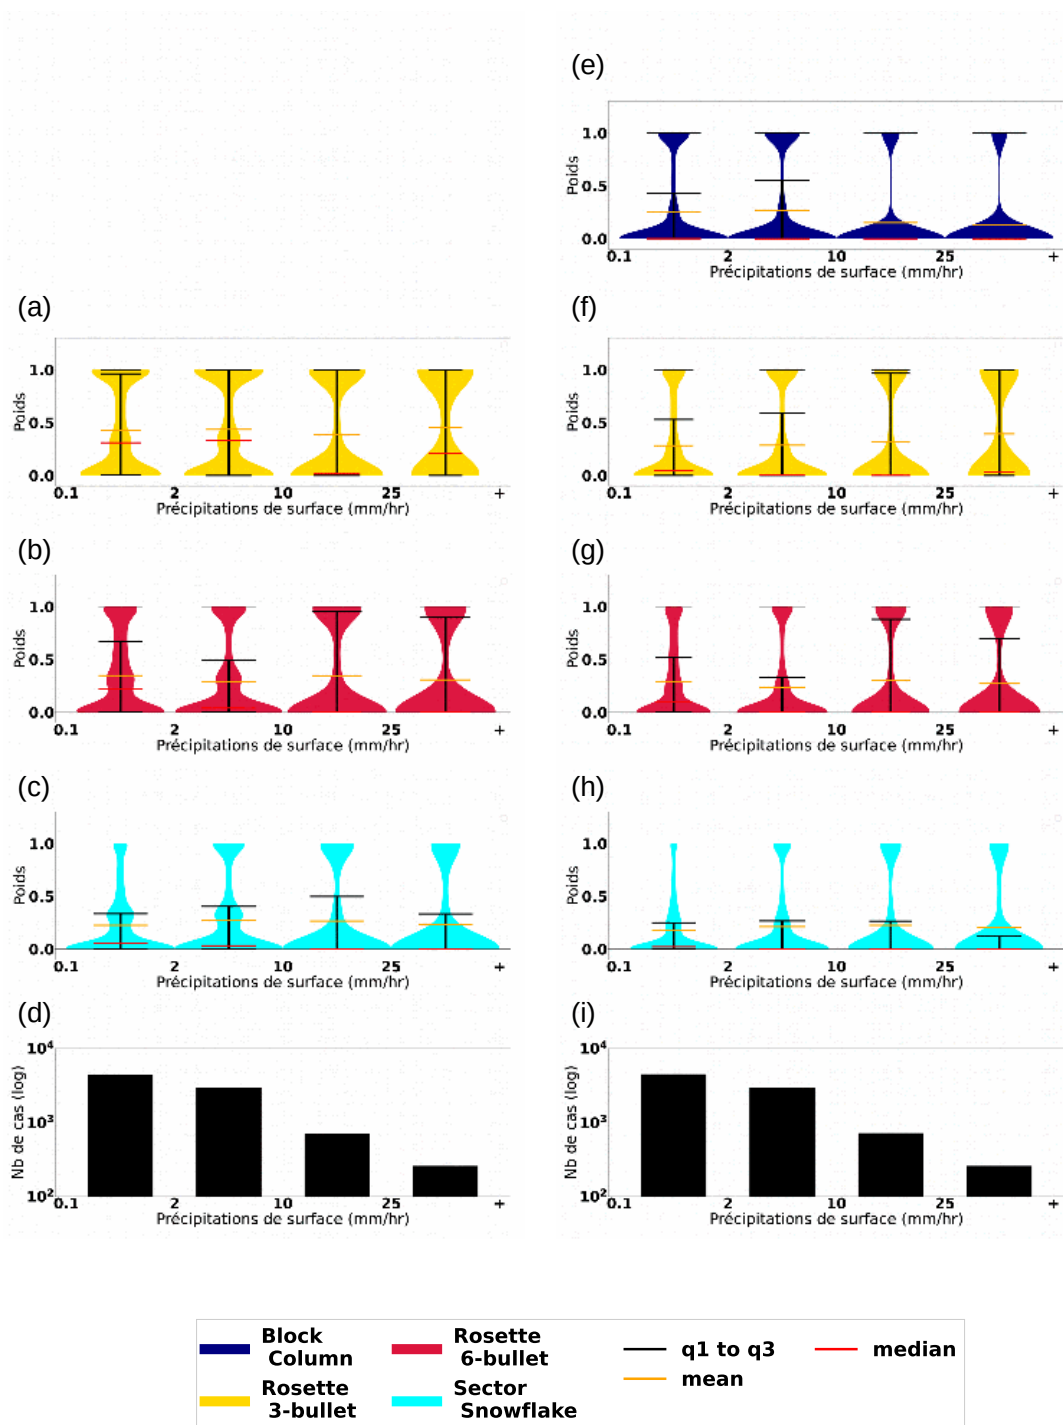 (e)
1.0
0.5
0.0
Poids
0.1 2 10 25 +
Précipitations de surface (mm/hr)
(a)
1.0
0.5
0.0
Poids
0.1 2 10 25 +
Précipitations de surface (mm/hr)
(f)
1.0
0.5
0.0
Poids
0.1 2 10 25 +
Précipitations de surface (mm/hr)
(b)
1.0
0.5
0.0
Poids
0.1 2 10 25 +
Précipitations de surface (mm/hr)
(g)
1.0
0.5
0.0
Poids
0.1 2 10 25 +
Précipitations de surface (mm/hr)
(c)
1.0
0.5
0.0
Poids
0.1 2 10 25 +
Précipitations de surface (mm/hr)
(h)
1.0
0.5
0.0
Poids
0.1 2 10 25 +
Précipitations de surface (mm/hr)
(d)
10⁴
10³
10²
Nb de cas (log)
0.1 2 10 25 +
Précipitations de surface (mm/hr)
(i)
10⁴
10³
10²
Nb de cas (log)
0.1 2 10 25 +
Précipitations de surface (mm/hr)
Block
Column
Rosette
3-bullet
Rosette
6-bullet
Sector
Snowflake
q1 to q3
mean
median